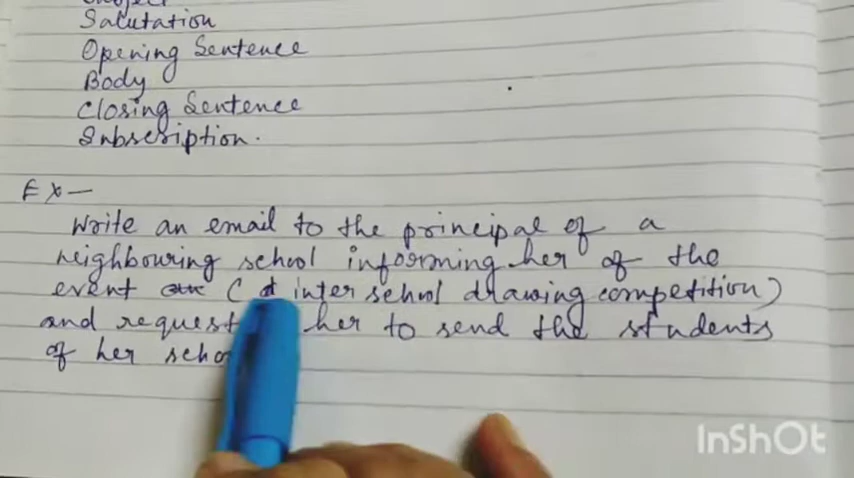 Salutation
Opening Sentence
Body
Closing Sentence
Subscription.
Ex-
Write an email to the principal of a
neighbouring school informing her of the
event ( inter school drawing competition)
and request her to send the students
of her
InShOt